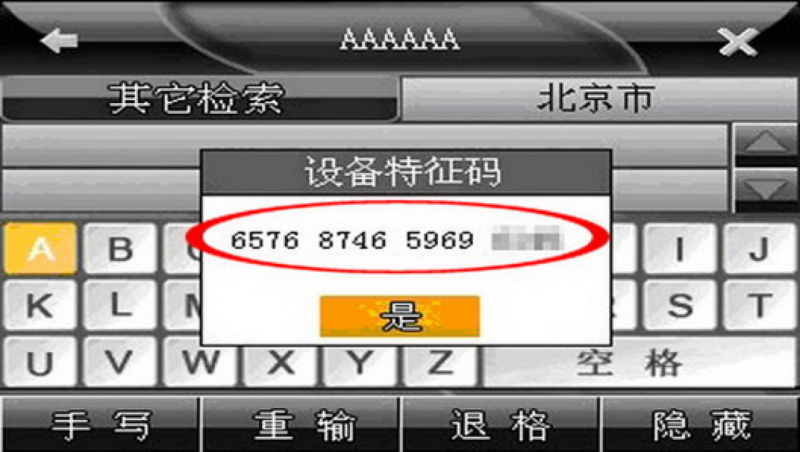 AAAAAA
其它检索 北京市
设备特征码
6576 8746 5969
是
A B I J
K L S T
U V W X Y Z 空格
手写 重输 退格 隐藏